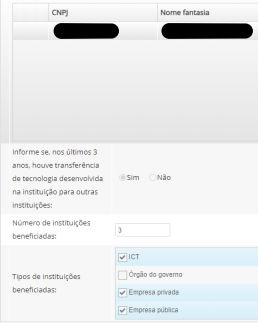 CNPJ Nome fantasia
Informe se, nos últimos 3
anos, houve transferência
de tecnologia desenvolvida
na instituição para outras
instituições:
Sim Não
Número de instituições
beneficiadas:
3
Tipos de instituições
beneficiadas:
ICT
Órgão do governo
Empresa privada
Empresa pública